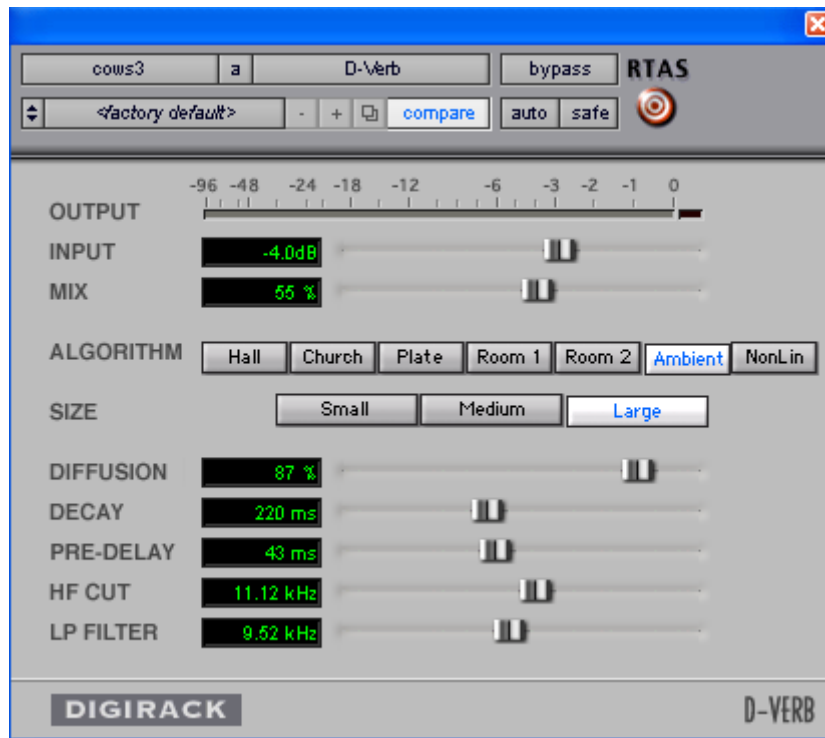 cows3 a D-Verb bypass RTAS
<factory default> - + compare auto safe
-96 -48 -24 -18 -12 -6 -3 -2 -1 0
OUTPUT
INPUT -4.0dB
MIX 55 %
ALGORITHM Hall Church Plate Room 1 Room 2 Ambient NonLin
SIZE Small Medium Large
DIFFUSION 87 %
DECAY 220 ms
PRE-DELAY 43 ms
HF CUT 11.12 kHz
LP FILTER 9.52 kHz
DIGIRACK D-VERB